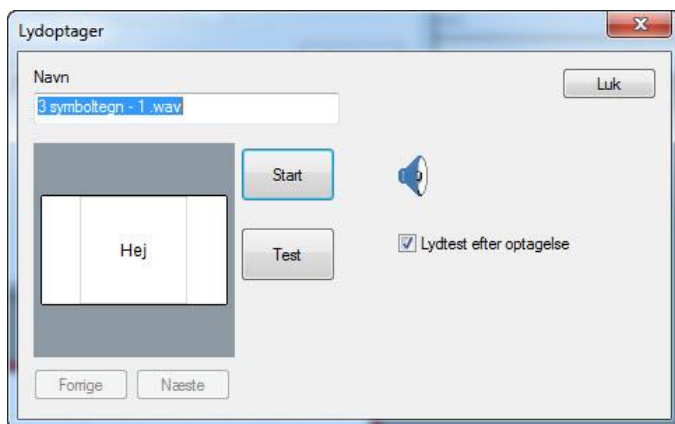 Lydoptager
Navn
Luk
3 symboltegn - 1 .wav
Start
Hej
Test
Lydtest efter optagelse
Forrige
Næste